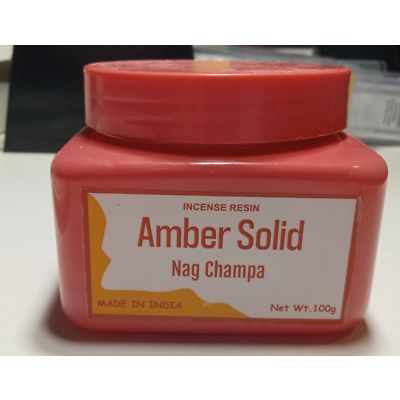 INCENSE RESIN
Amber Solid
Nag Champa
MADE IN INDIA
Net Wt.100g